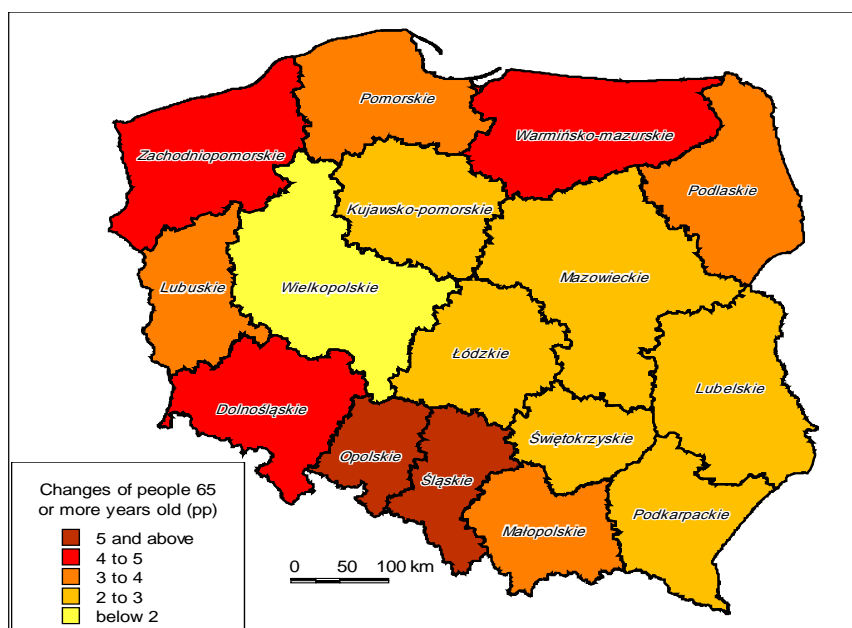 Pomorskie
Warmińsko-mazurskie
Zachodniopomorskie
Podlaskie
Kujawsko-pomorskie
Mazowieckie
Lubuskie
Wielkopolskie
Łódzkie
Lubelskie
Dolnośląskie
Świętokrzyskie
Opolskie
Śląskie
Podkarpackie
Małopolskie
Changes of people 65
or more years old (pp)
5 and above
4 to 5
3 to 4
2 to 3
below 2
0 50 100 km